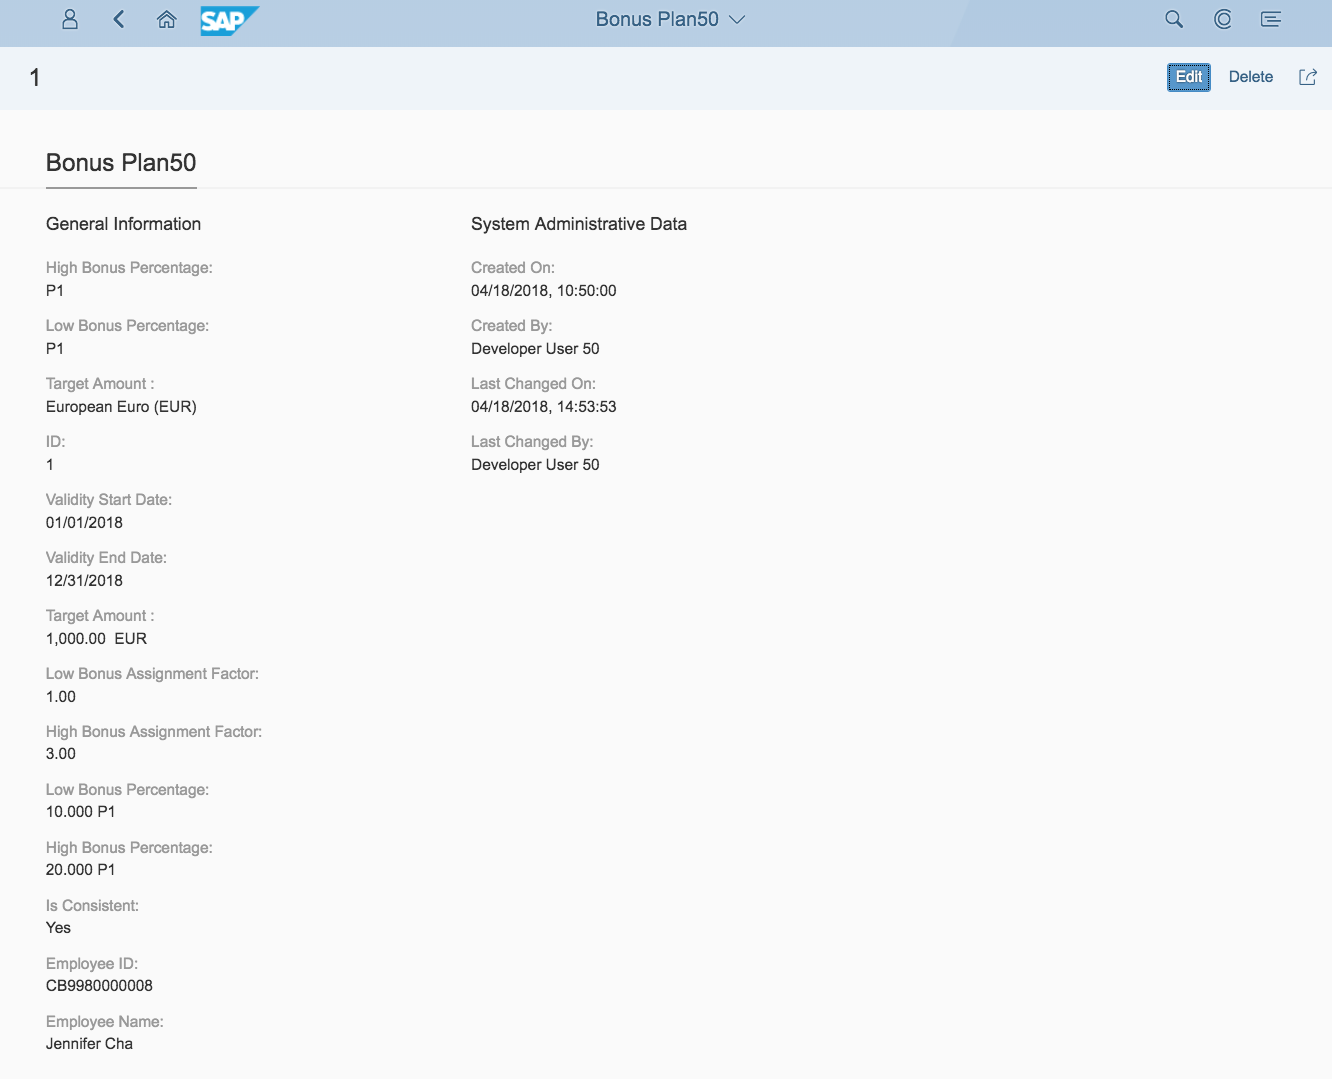 SAP
Bonus Plan50
1
Edit
Delete
Bonus Plan50
General Information
High Bonus Percentage:
P1
Low Bonus Percentage:
P1
Target Amount :
European Euro (EUR)
ID:
1
Validity Start Date:
01/01/2018
Validity End Date:
12/31/2018
Target Amount :
1,000.00 EUR
Low Bonus Assignment Factor:
1.00
High Bonus Assignment Factor:
3.00
Low Bonus Percentage:
10.000 P1
High Bonus Percentage:
20.000 P1
Is Consistent:
Yes
Employee ID:
CB9980000008
Employee Name:
Jennifer Cha
System Administrative Data
Created On:
04/18/2018, 10:50:00
Created By:
Developer User 50
Last Changed On:
04/18/2018, 14:53:53
Last Changed By:
Developer User 50